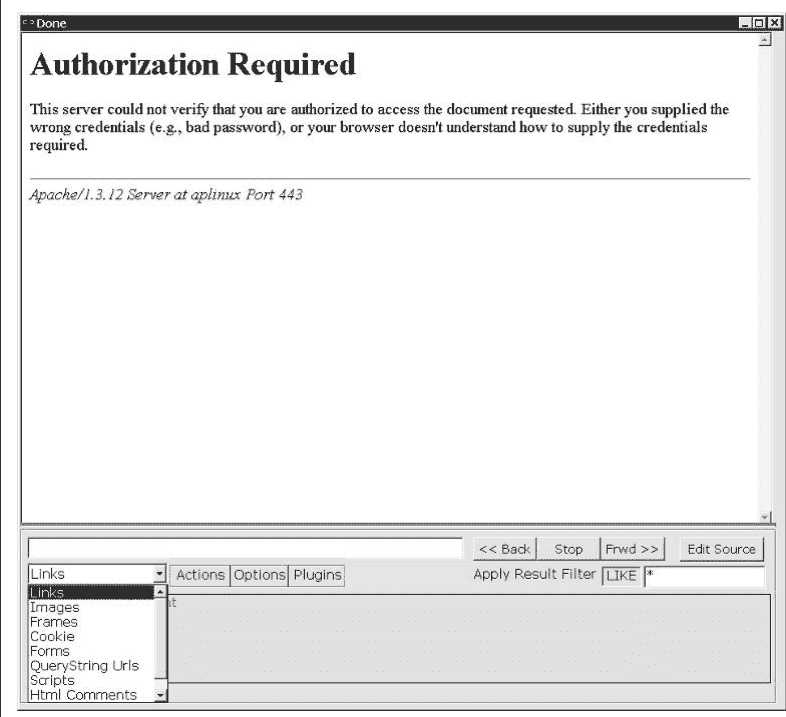 Done
Authorization Required
This server could not verify that you are authorized to access the document requested. Either you supplied the
wrong credentials (e.g., bad password), or your browser doesn't understand how to supply the credentials
required.
Apache/1.3.12 Server at aplinux Port 443
<< Back Stop Frwd >> Edit Source
Links Actions Options Plugins Apply Result Filter LIKE *
Links
Images
Frames
Cookie
Forms
QueryString Urls
Scripts
Html Comments